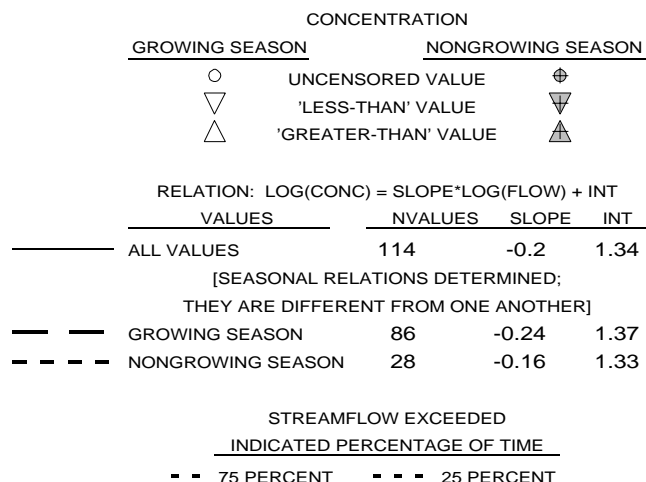 CONCENTRATION
GROWING SEASON NONGROWING SEASON
UNCENSORED VALUE
'LESS-THAN' VALUE
'GREATER-THAN' VALUE
RELATION: LOG(CONC) = SLOPE*LOG(FLOW) + INT
VALUES NVALUES SLOPE INT
ALL VALUES 114 -0.2 1.34
[SEASONAL RELATIONS DETERMINED;
THEY ARE DIFFERENT FROM ONE ANOTHER]
GROWING SEASON 86 -0.24 1.37
NONGROWING SEASON 28 -0.16 1.33
STREAMFLOW EXCEEDED
INDICATED PERCENTAGE OF TIME
75 PERCENT 25 PERCENT